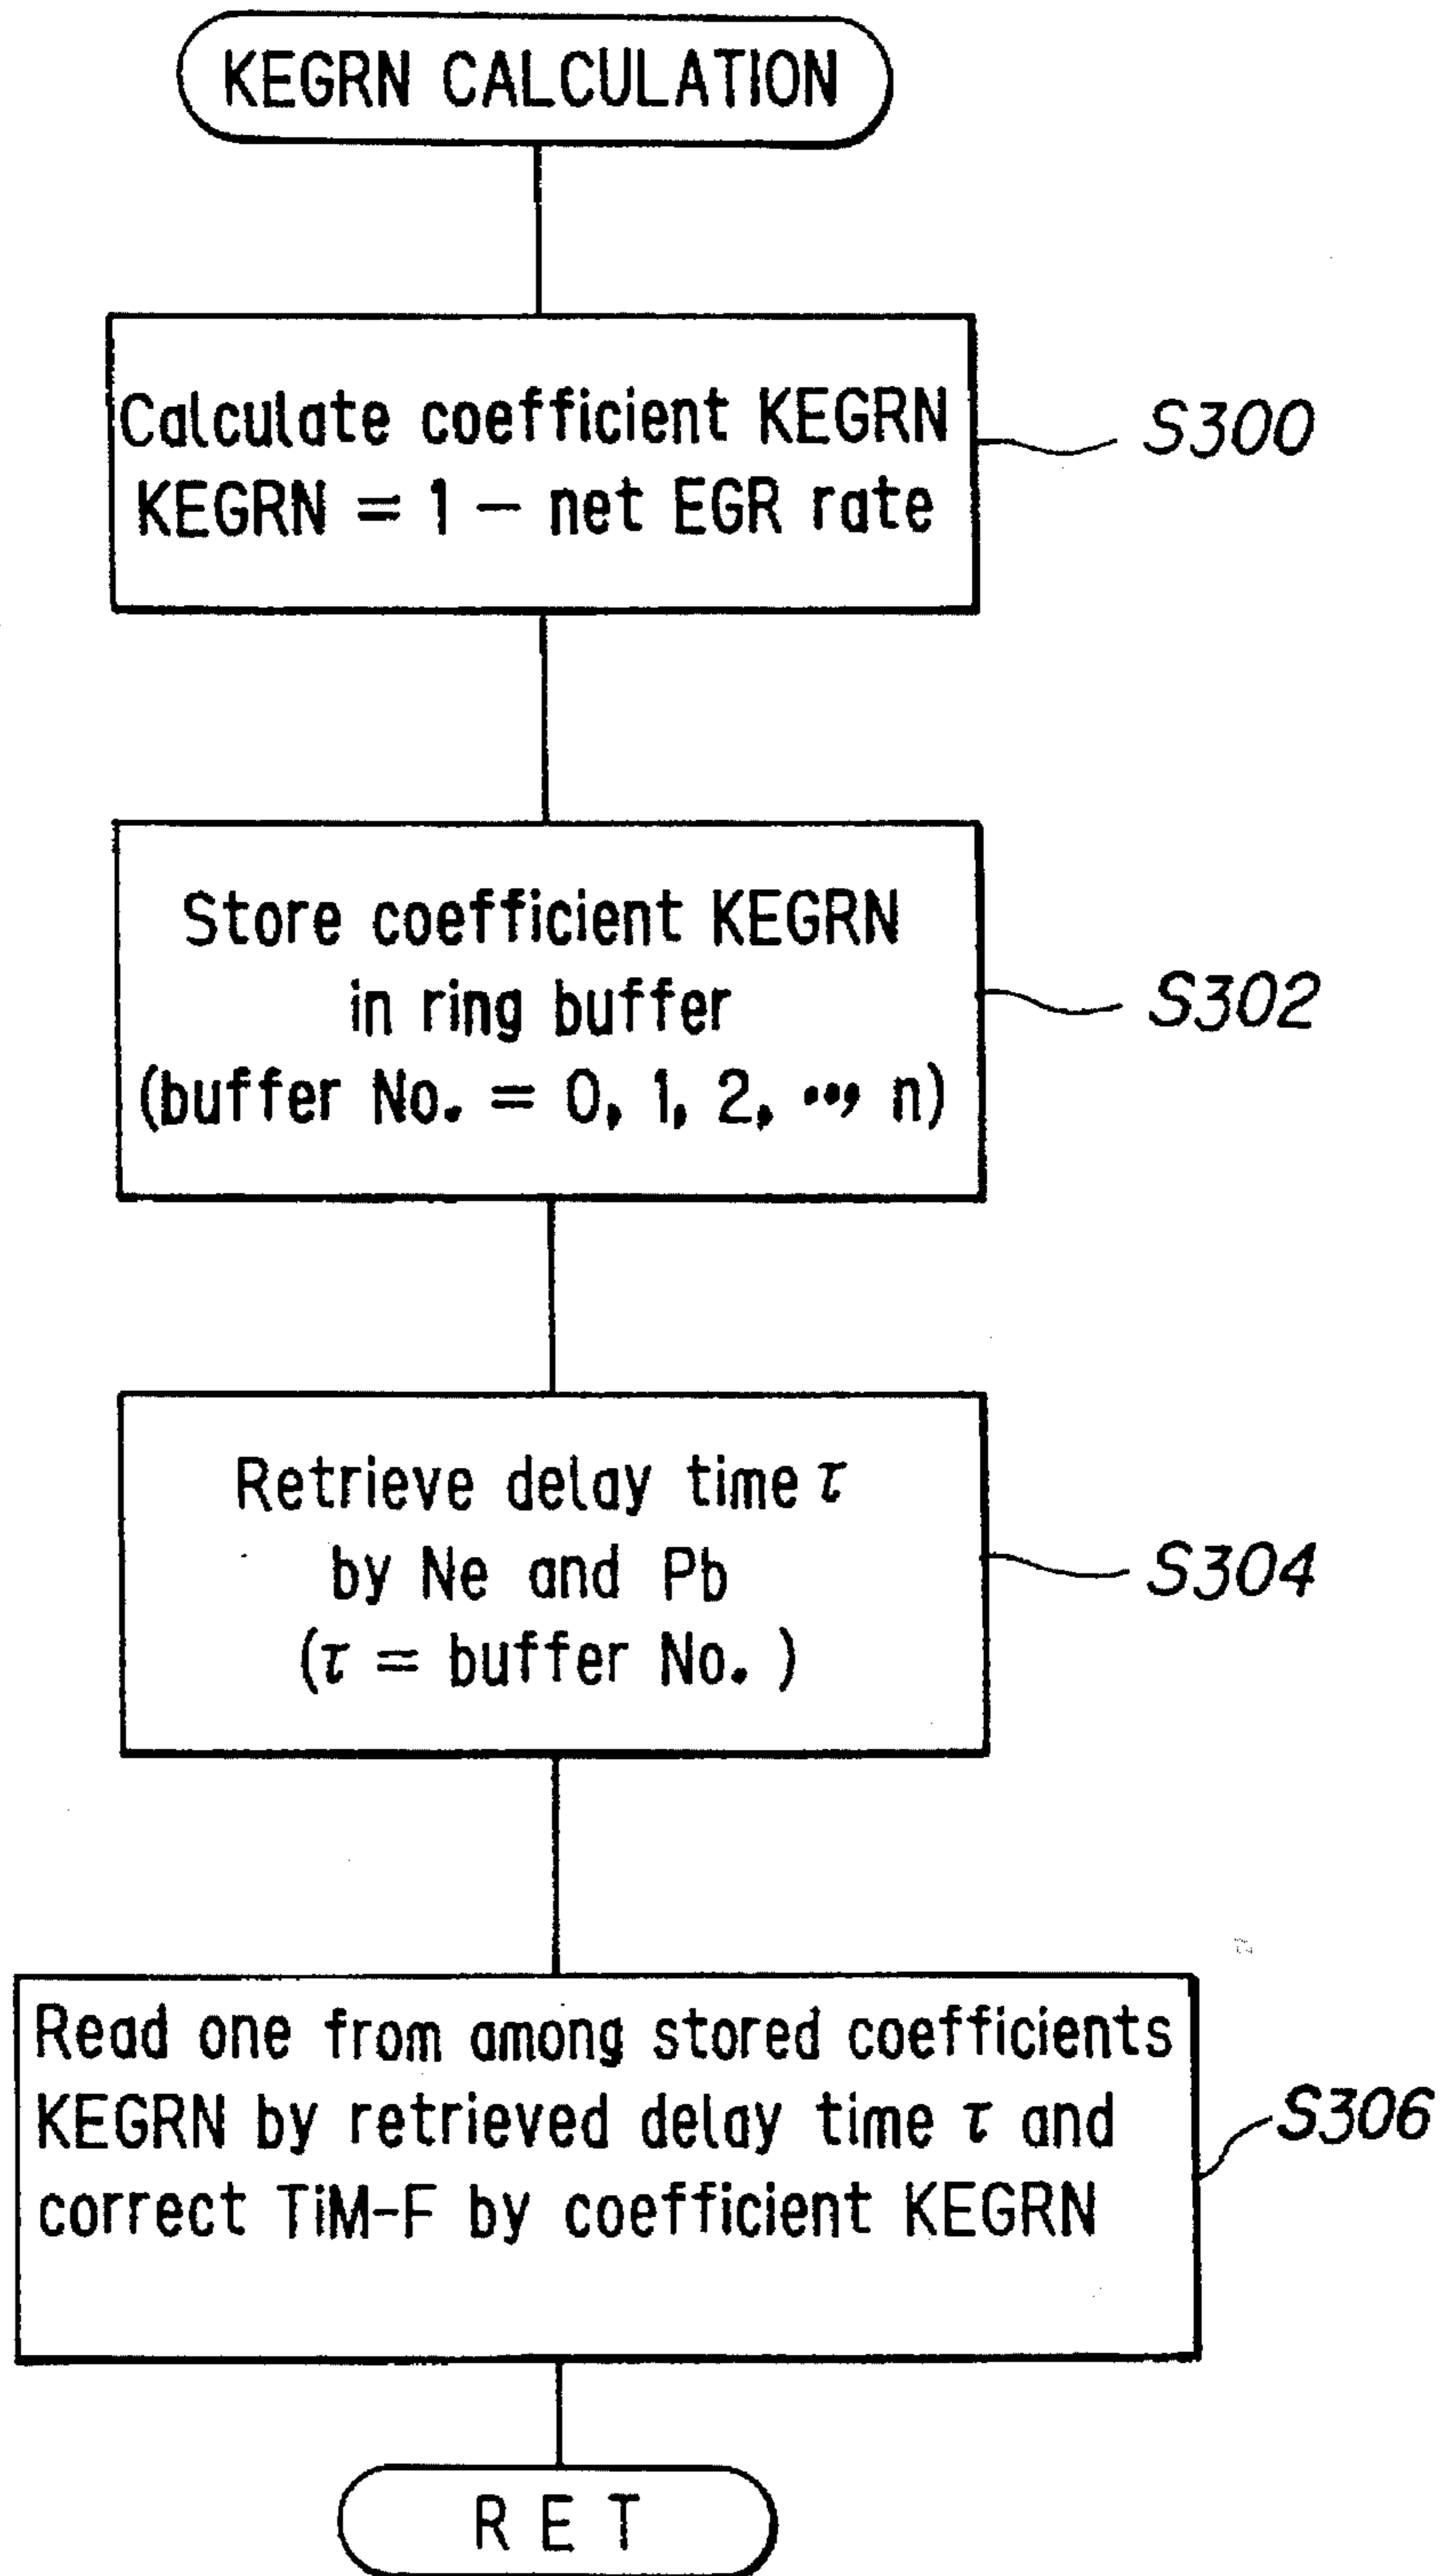 KEGRN CALCULATION
Calculate coefficient KEGRN
KEGRN = 1 – net EGR rate
S300
Store coefficient KEGRN
in ring buffer
(buffer No. = 0, 1, 2, ..., n)
S302
Retrieve delay time τ
by Ne and Pb
(τ = buffer No. )
S304
Read one from among stored coefficients
KEGRN by retrieved delay time τ and
correct TiM-F by coefficient KEGRN
S306
R E T